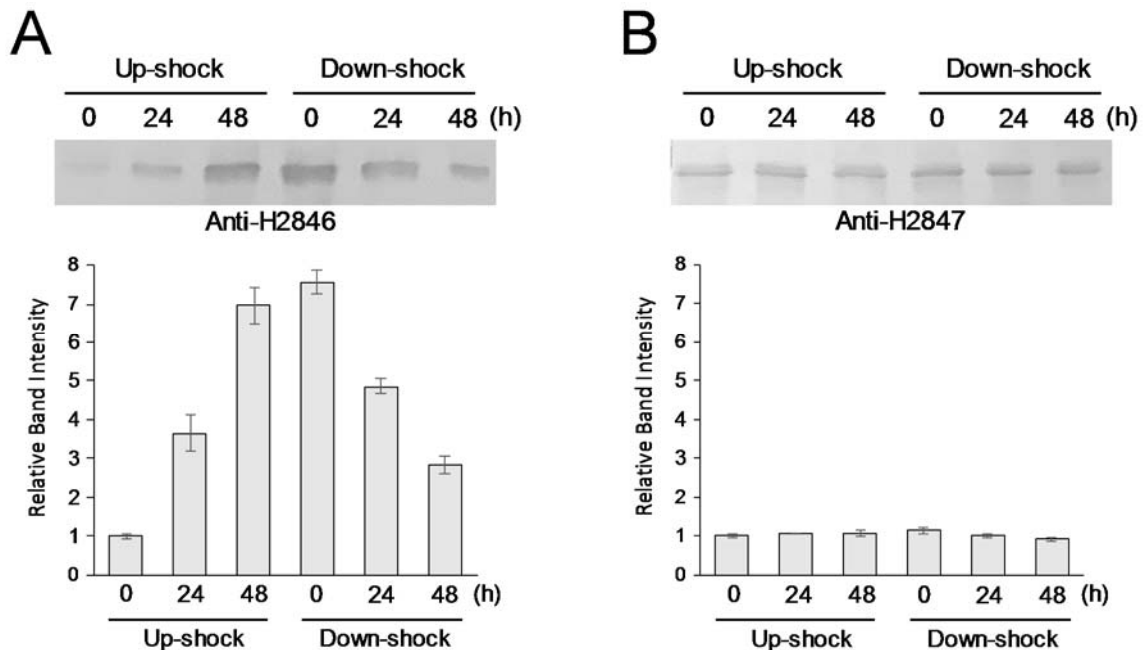 A
Up-shock Down-shock
0 24 48 0 24 48 (h)
Anti-H2846
8
7
6
5
4
3
2
1
0
Relative Band Intensity
0 24 48 0 24 48 (h)
Up-shock Down-shock
B
Up-shock Down-shock
0 24 48 0 24 48 (h)
Anti-H2847
8
7
6
5
4
3
2
1
0
Relative Band Intensity
0 24 48 0 24 48 (h)
Up-shock Down-shock